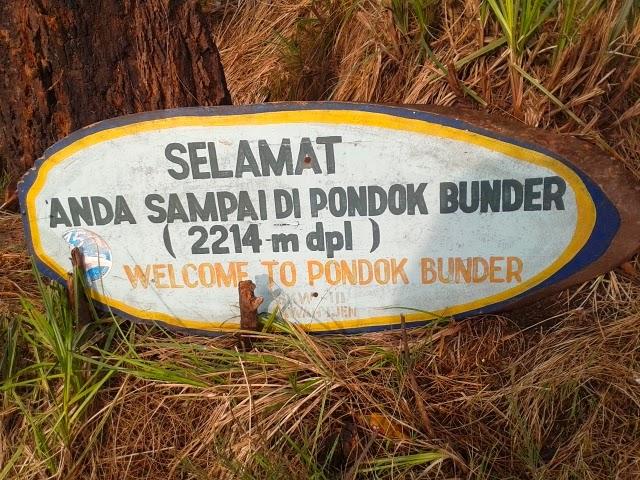 SELAMAT
ANDA SAMPAI DI PONDOK BUNDER
( 2214 m dpl )
WELCOME TO PONDOK BUNDER